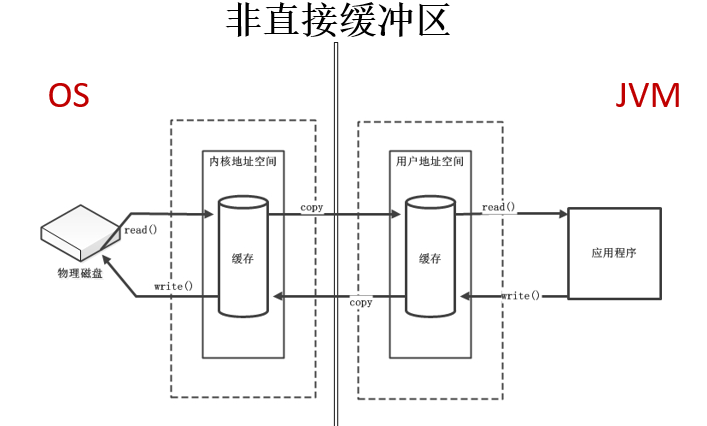 非直接缓冲区
OS
JVM
内核地址空间
用户地址空间
copy
read()
read()
缓存
缓存
应用程序
物理磁盘
write()
copy
write()